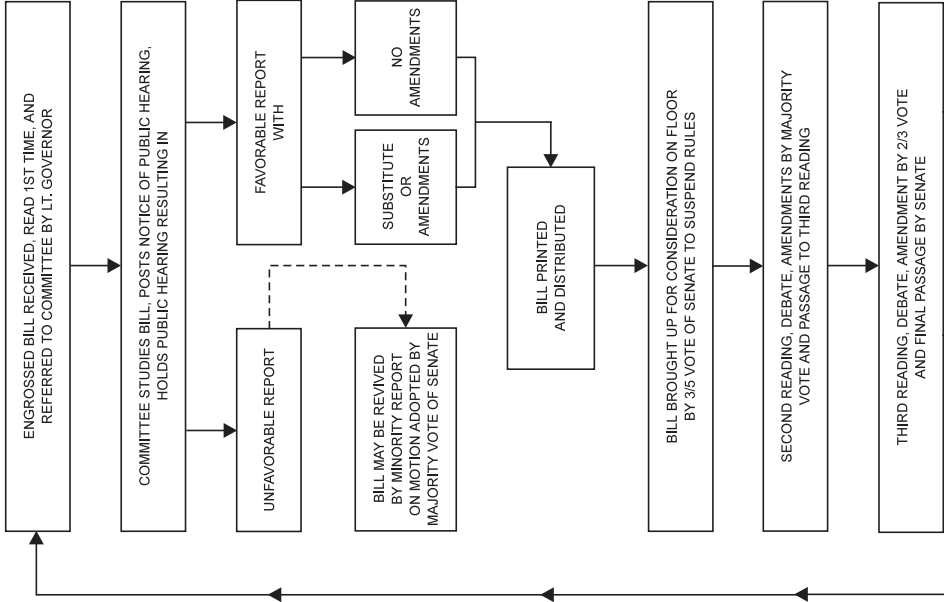 ENGROSSED BILL RECEIVED, READ 1ST TIME, AND
REFERRED TO COMMITTEE BY LT. GOVERNOR
COMMITTEE STUDIES BILL, POSTS NOTICE OF PUBLIC HEARING,
HOLDS PUBLIC HEARING RESULTING IN
UNFAVORABLE REPORT
FAVORABLE REPORT
WITH
BILL MAY BE REVIVED
BY MINORITY REPORT
ON MOTION ADOPTED BY
MAJORITY VOTE OF SENATE
SUBSTITUTE
OR
AMENDMENTS
NO
AMENDMENTS
BILL PRINTED
AND DISTRIBUTED
BILL BROUGHT UP FOR CONSIDERATION ON FLOOR
BY 3/5 VOTE OF SENATE TO SUSPEND RULES
SECOND READING, DEBATE, AMENDMENTS BY MAJORITY
VOTE AND PASSAGE TO THIRD READING
THIRD READING, DEBATE, AMENDMENT BY 2/3 VOTE
AND FINAL PASSAGE BY SENATE